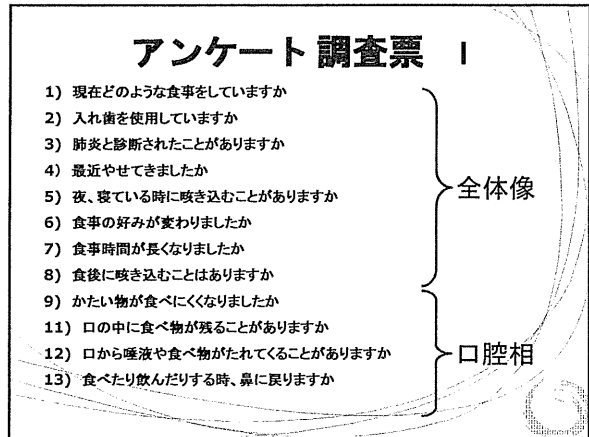 アンケート調査票 I
1) 現在どのような食事をしていますか
2) 入れ歯を使用していますか
3) 肺炎と診断されたことがありますか
4) 最近やせてきましたか
5) 夜、寝ている時に咳き込むことがありますか
6) 食事の好みが変わりましたか
7) 食事時間が長くなりましたか
8) 食後に咳き込むことはありますか
全体像
9) かたい物が食べにくくなりましたか
11) 口の中に食べ物が残ることがありますか
12) 口から唾液や食べ物がたれてくることがありますか
13) 食べたり飲んだりする時、鼻に戻りますか
口腔相